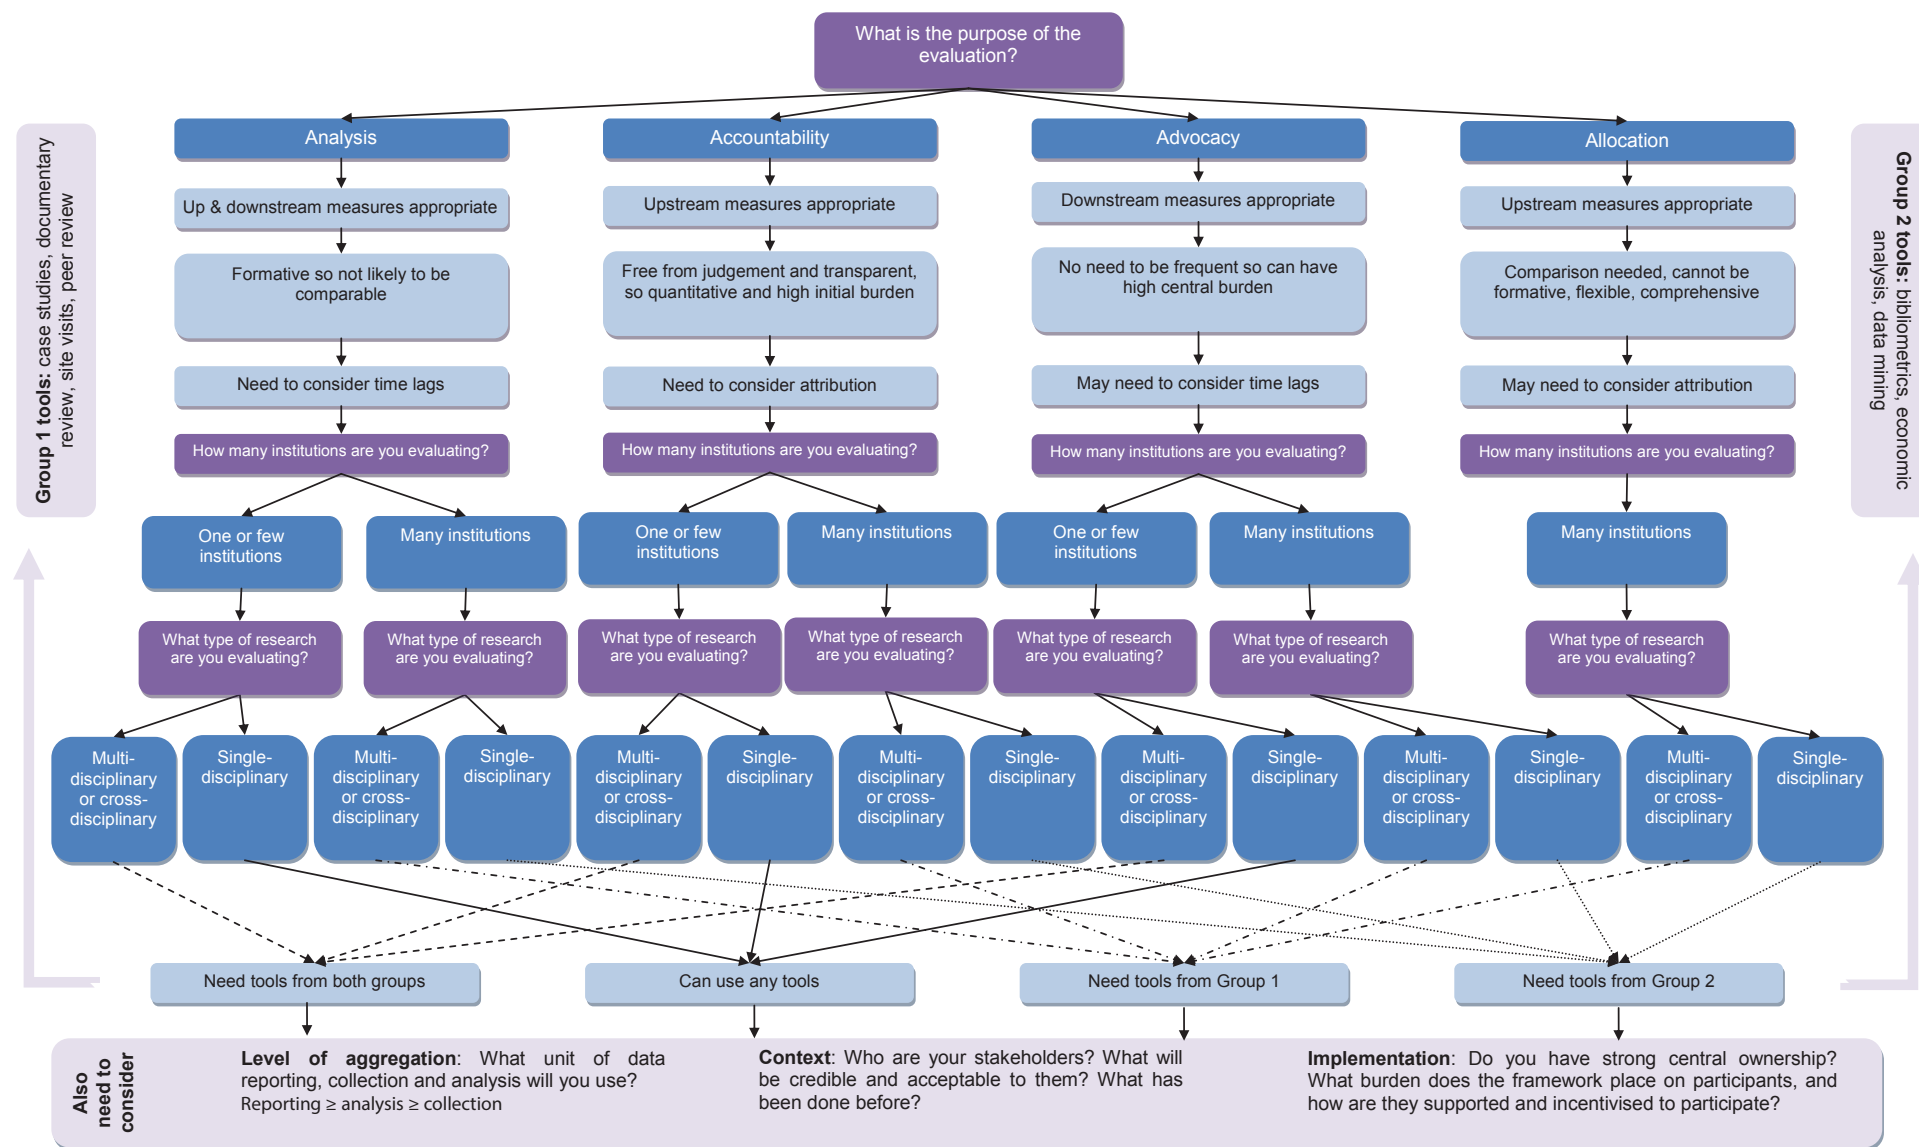 What is the purpose of the
evaluation?
Analysis
Accountability
Advocacy
Allocation
Group 1 tools: case studies, documentary
review, site visits, peer review
Group 2 tools: bibliometrics, economic
analysis, data mining
Up & downstream measures appropriate
Upstream measures appropriate
Downstream measures appropriate
Upstream measures appropriate
Formative so not likely to be
comparable
Free from judgement and transparent,
so quantitative and high initial burden
No need to be frequent so can have
high central burden
Comparison needed, cannot be
formative, flexible, comprehensive
Need to consider time lags
Need to consider attribution
May need to consider time lags
May need to consider attribution
How many institutions are you evaluating?
How many institutions are you evaluating?
How many institutions are you evaluating?
How many institutions are you evaluating?
One or few
institutions
Many institutions
One or few
institutions
Many institutions
One or few
institutions
Many institutions
Many institutions
What type of research
are you evaluating?
What type of research
are you evaluating?
What type of research
are you evaluating?
What type of research
are you evaluating?
What type of research
are you evaluating?
What type of research
are you evaluating?
What type of research
are you evaluating?
Multi-
disciplinary
or cross-
disciplinary
Single-
disciplinary
Multi-
disciplinary
or cross-
disciplinary
Single-
disciplinary
Multi-
disciplinary
or cross-
disciplinary
Single-
disciplinary
Multi-
disciplinary
or cross-
disciplinary
Single-
disciplinary
Multi-
disciplinary
or cross-
disciplinary
Single-
disciplinary
Multi-
disciplinary
or cross-
disciplinary
Single-
disciplinary
Multi-
disciplinary
or cross-
disciplinary
Single-
disciplinary
Need tools from both groups
Can use any tools
Need tools from Group 1
Need tools from Group 2
Also
need to
consider
Level of aggregation: What unit of data
reporting, collection and analysis will you use?
Reporting ≥ analysis ≥ collection
Context: Who are your stakeholders? What will
be credible and acceptable to them? What has
been done before?
Implementation: Do you have strong central ownership?
What burden does the framework place on participants, and
how are they supported and incentivised to participate?